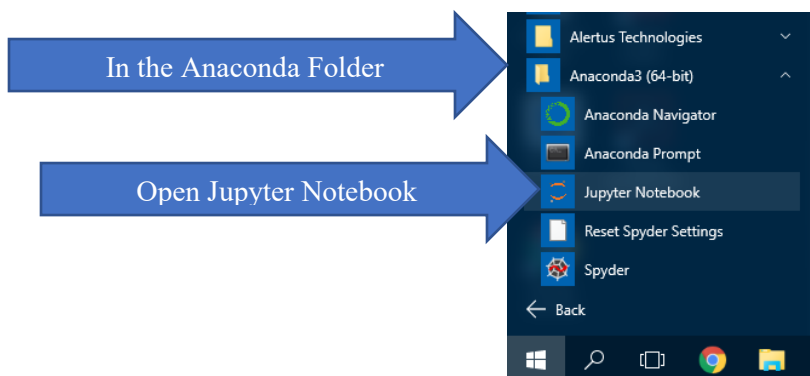 In the Anaconda Folder
Open Jupyter Notebook
Alertus Technologies
Anaconda3 (64-bit)
Anaconda Navigator
Anaconda Prompt
Jupyter Notebook
Reset Spyder Settings
Spyder
Back